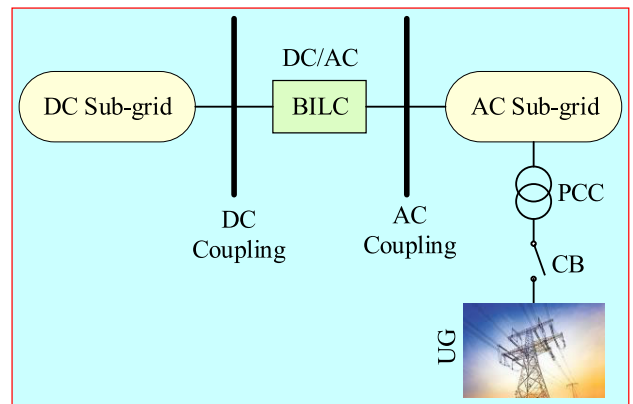 DC/AC
DC Sub-grid
BILC
AC Sub-grid
PCC
DC
Coupling
AC
Coupling
CB
UG